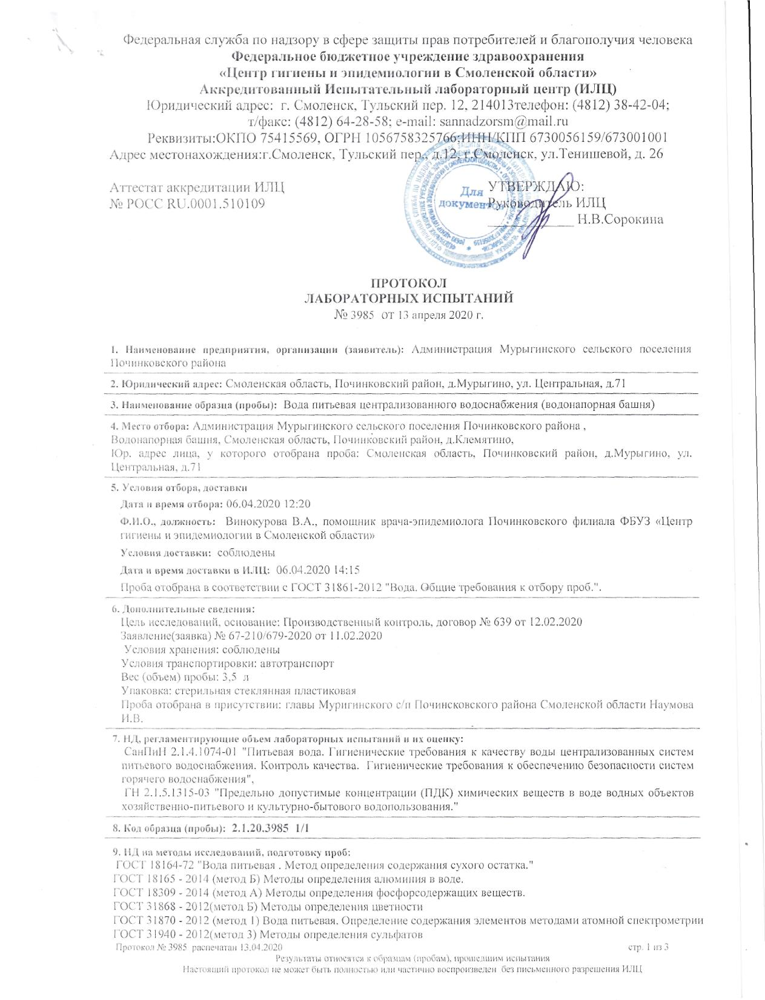 Федеральная служба по надзору в сфере защиты прав потребителей и благополучия человека
Федеральное бюджетное учреждение здравоохранения
«Центр гигиены и эпидемиологии в Смоленской области»
Аккредитованный Испытательный лабораторный центр (ИЛЦ)
Юридический адрес: г. Смоленск, Тульский пер. 12, 214013телефон: (4812) 38-42-04;
т/факс: (4812) 64-28-58; e-mail: sannadzorsm@mail.ru
Реквизиты:ОКПО 75415569, ОГРН 1056758325766,ИНН/КПП 6730056159/673001001
Адрес местонахождения:г.Смоленск, Тульский пер., д.12, г.Смоленск, ул.Тенишевой, д. 26
Аттестат аккредитации ИЛЦ
№ РОСС RU.0001.510109
Для
документов
УТВЕРЖДАЮ:
Руководитель ИЛЦ
____________ Н.В.Сорокина
ПРОТОКОЛ
ЛАБОРАТОРНЫХ ИСПЫТАНИЙ
№ 3985 от 13 апреля 2020 г.
1. Наименование предприятия, организации (заявитель): Администрация Мурыгинского сельского поселения
Починковского района
2. Юридический адрес: Смоленская область, Починковский район, д.Мурыгино, ул. Центральная, д.71
3. Наименование образца (пробы): Вода питьевая централизованного водоснабжения (водонапорная башня)
4. Место отбора: Администрация Мурыгинского сельского поселения Починковского района ,
Водонапорная башня, Смоленская область, Починковский район, д.Клемятино,
Юр. адрес лица, у которого отобрана проба: Смоленская область, Починковский район, д.Мурыгино, ул.
Центральная, д.71
5. Условия отбора, доставки
Дата и время отбора: 06.04.2020 12:20
Ф.И.О., должность: Винокурова В.А., помощник врача-эпидемиолога Починковского филиала ФБУЗ «Центр
гигиены и эпидемиологии в Смоленской области»
Условия доставки: соблюдены
Дата и время доставки в ИЛЦ: 06.04.2020 14:15
Проба отобрана в соответствии с ГОСТ 31861-2012 "Вода. Общие требования к отбору проб.".
6. Дополнительные сведения:
Цель исследований, основание: Производственный контроль, договор № 639 от 12.02.2020
Заявление(заявка) № 67-210/679-2020 от 11.02.2020
Условия хранения: соблюдены
Условия транспортировки: автотранспорт
Вес (объем) пробы: 3,5 л
Упаковка: стерильная стеклянная пластиковая
Проба отобрана в присутствии: главы Муригинского с/п Починсковского района Смоленской области Наумова
И.В.
7. НД, регламентирующие объем лабораторных испытаний и их оценку:
СанПиН 2.1.4.1074-01 "Питьевая вода. Гигиенические требования к качеству воды централизованных систем
питьевого водоснабжения. Контроль качества. Гигиенические требования к обеспечению безопасности систем
горячего водоснабжения",
ГН 2.1.5.1315-03 "Предельно допустимые концентрации (ПДК) химических веществ в воде водных объектов
хозяйственно-питьевого и культурно-бытового водопользования."
8. Код образца (пробы): 2.1.20.3985 1/1
9. НД на методы исследований, подготовку проб:
ГОСТ 18164-72 "Вода питьевая . Метод определения содержания сухого остатка."
ГОСТ 18165 - 2014 (метод Б) Методы определения алюминия в воде.
ГОСТ 18309 - 2014 (метод А) Методы определения фосфорсодержащих веществ.
ГОСТ 31868 - 2012(метод Б) Методы определения цветности
ГОСТ 31870 - 2012 (метод 1) Вода питьевая. Определение содержания элементов методами атомной спектрометрии
ГОСТ 31940 - 2012(метод 3) Методы определения сульфатов
Протокол № 3985 распечатан 13.04.2020 стр. 1 из 3
Результаты относятся к образцам (пробам), прошедшим испытания
Настоящий протокол не может быть полностью или частично воспроизведен без письменного разрешения ИЛЦ